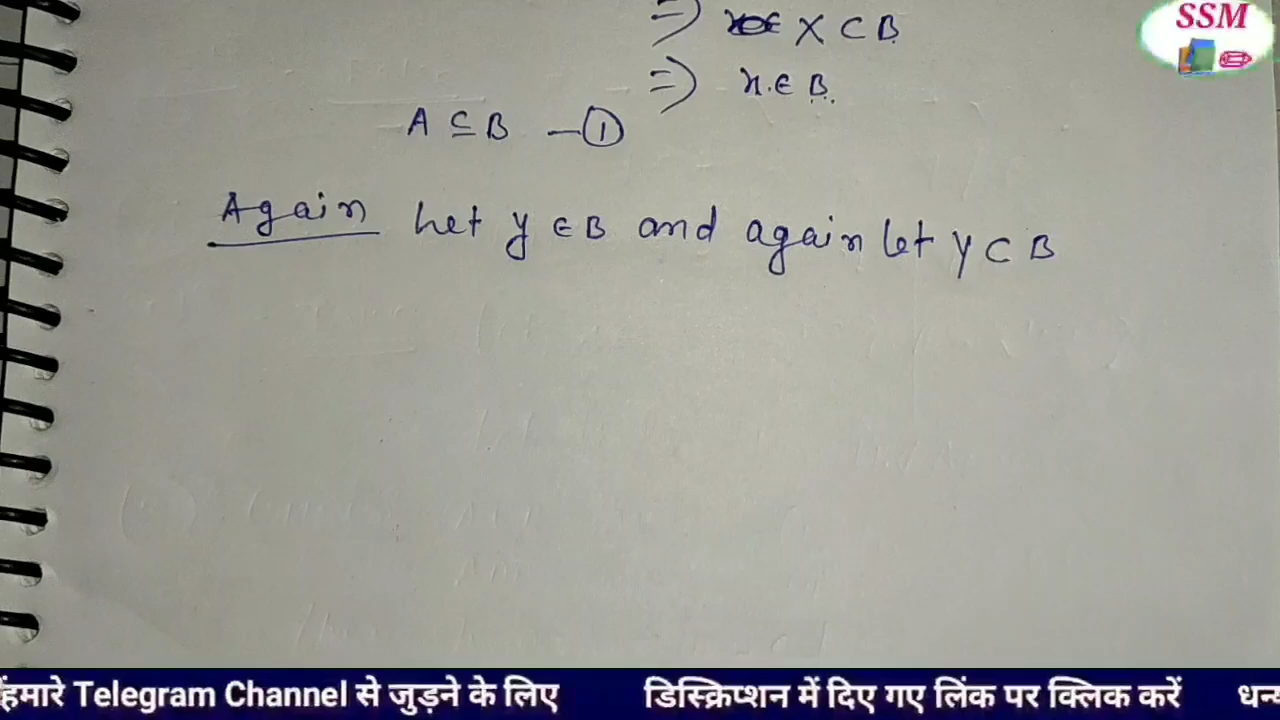 SSM
⇒ X ⊂ B
⇒ x ∈ B.
A ⊆ B —①
Again Let y ∈ B and again let Y ⊂ B
हमारे Telegram Channel से जुड़ने के लिए डिस्क्रिप्शन में दिए गए लिंक पर क्लिक करें